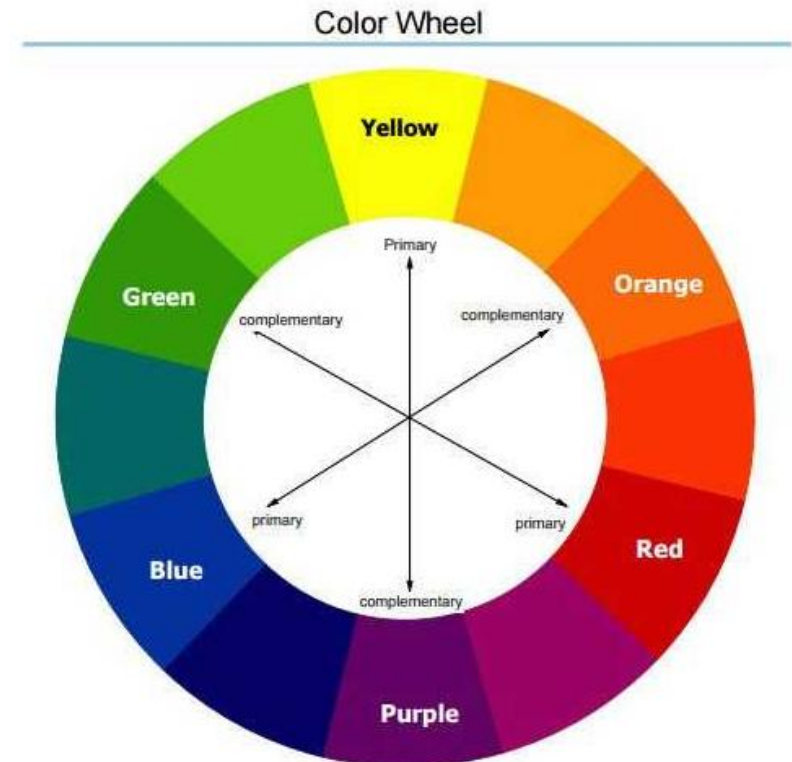 Color Wheel
Yellow
Primary
Green
Orange
complementary
complementary
primary
primary
Blue
Red
complementary
Purple